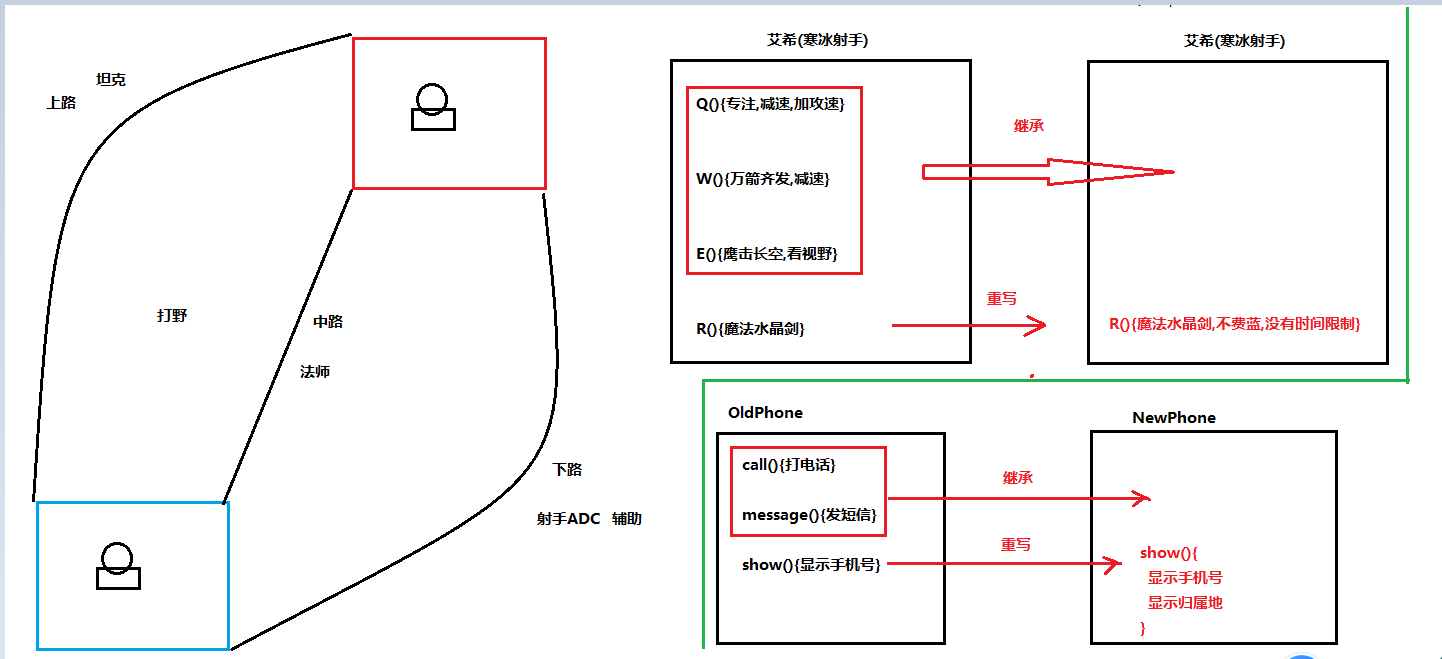 坦克
上路
打野
中路
法师
下路
射手ADC 辅助
艾希(寒冰射手)
Q(){专注,减速,加攻速}
W(){万箭齐发,减速}
E(){鹰击长空,看视野}
R(){魔法水晶剑}
继承
重写
艾希(寒冰射手)
R(){魔法水晶剑,不费蓝,没有时间限制}
OldPhone
call(){打电话}
message(){发短信}
show(){显示手机号}
继承
重写
NewPhone
show(){
显示手机号
显示归属地
}